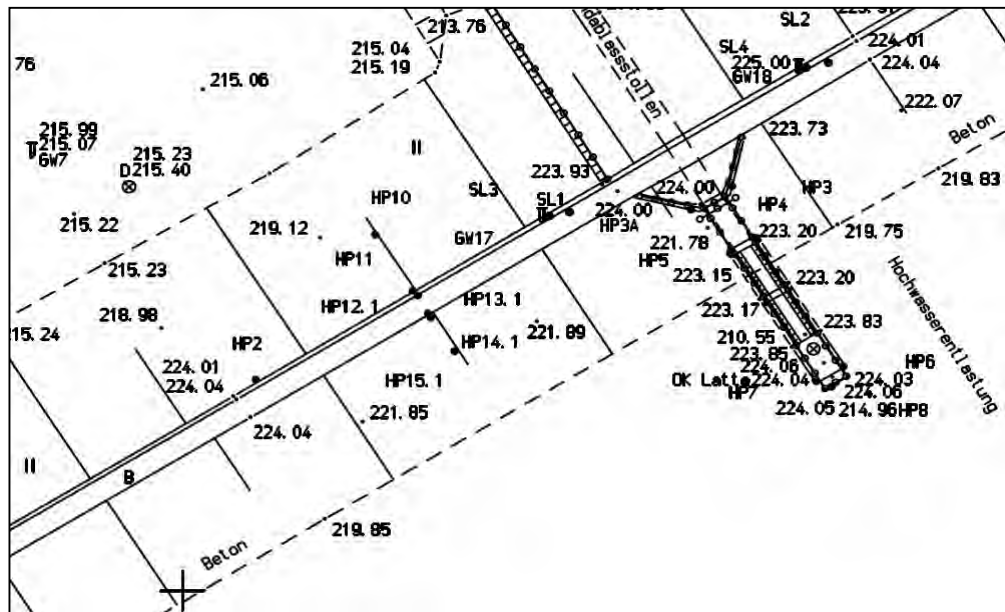 213.76
SL2
215.04
215.19
SL4
225.00
GW18
224.01
224.04
76
215.06
222.07
215.99
215.07
GW7
215.23
D 215.40
II
223.73
Beton
223.93
SL3
HP10
SL1
224.00
HP3
219.83
215.22
219.12
GW17
224.00
HP3A
HP4
221.78
223.20
219.75
HP11
HP5
215.23
223.15
223.20
Hochwasserentlastung
HP12.1
HP13.1
223.17
215.24
218.98
221.89
210.55
223.83
HP2
HP14.1
223.85
224.06
HP6
224.01
224.04
HP15.1
OK Latt
224.04
224.03
224.06
224.05
214.96
HP8
224.04
221.85
II
B
219.85
Beton